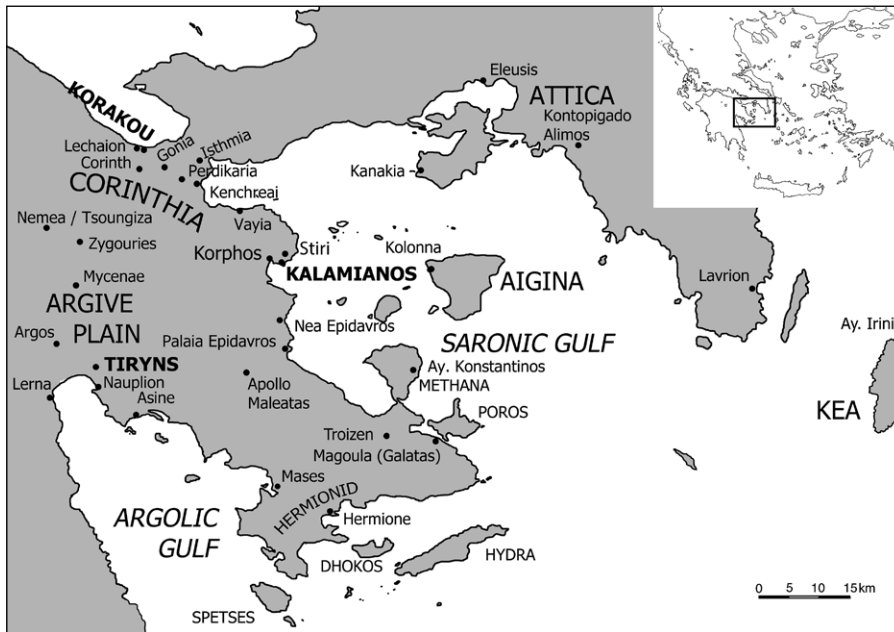 Eleusis
ATTICA
Kontopigado
Alimos
KORAKOU
Lechaion
Corinth
Gonia
Isthmia
Perdikaria
Kenchreai
CORINTHIA
Kanakia
Vayia
Nemea / Tsoungiza
Zygouries
Korphos
Stiri
KALAMIANOS
Kolonna
AIGINA
Lavrion
Mycenae
ARGIVE
PLAIN
Argos
Nea Epidavros
Palaia Epidavros
SARONIC GULF
Ay. Irini
TIRYNS
Nauplion
Lerna
Asine
Apollo
Maleatas
Ay. Konstantinos
METHANA
POROS
KEA
Troizen
Magoula (Galatas)
Mases
HERMIONID
Hermione
ARGOLIC
GULF
DHOKOS
HYDRA
SPETSES
0 5 10 15km